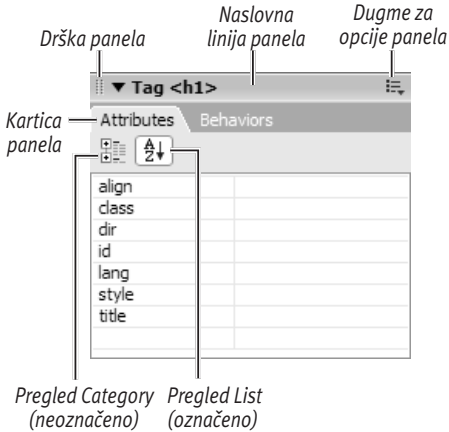 Drška panela
Naslovna
linija panela
Dugme za
opcije panela
Tag <h1>
Kartica
panela
Attributes
Behaviors
A
Z
align
class
dir
id
lang
style
title
Pregled Category
(neoznačeno)
Pregled List
(označeno)